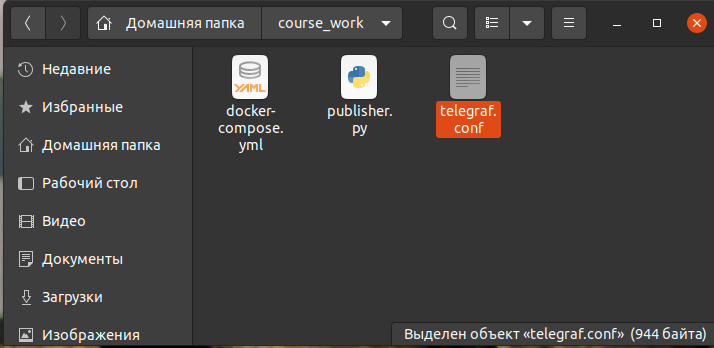 Домашняя папка course_work
Недавние
Избранные
Домашняя папка
Рабочий стол
Видео
Документы
Загрузки
Изображения
YAML
docker-
compose.
yml
publisher.
py
telegraf.
conf
Выделен объект «telegraf.conf» (944 байта)